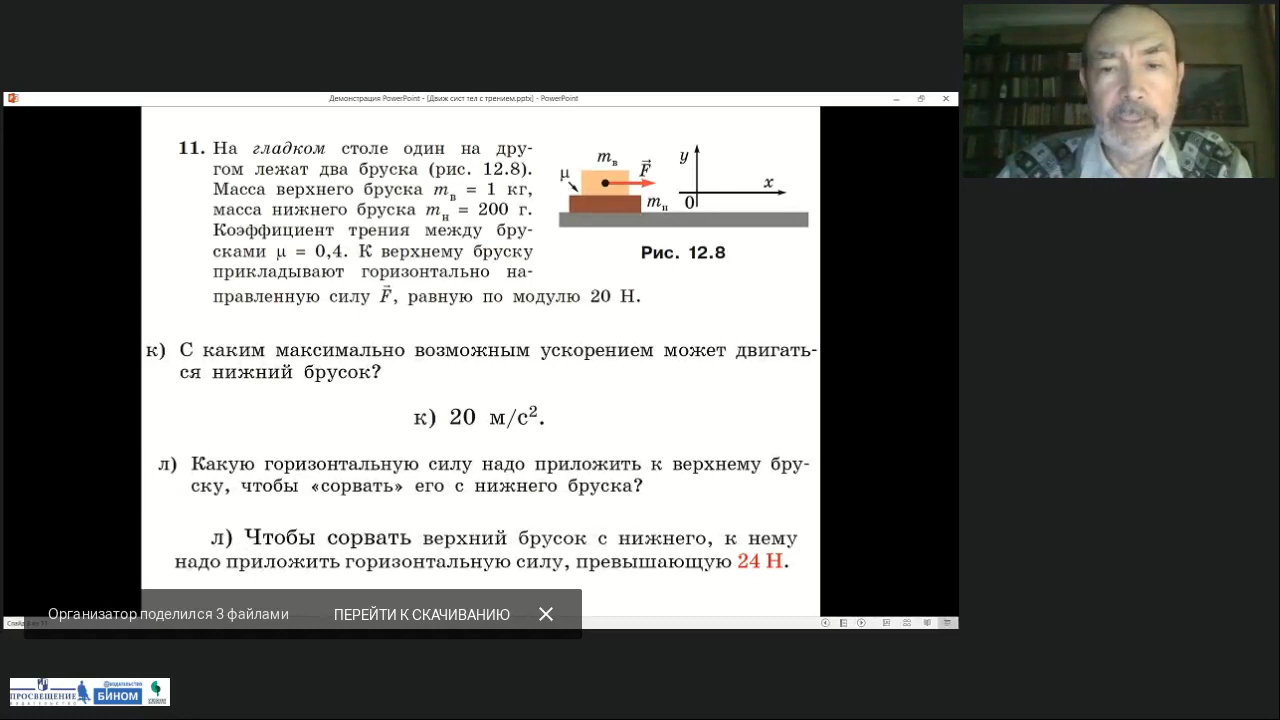 Демонстрация PowerPoint - [Движ сист тел с трением.pptx] - PowerPoint
11. На гладком столе один на дру-
гом лежат два бруска (рис. 12.8).
Масса верхнего бруска mв = 1 кг,
масса нижнего бруска mн = 200 г.
Коэффициент трения между бру-
сками μ = 0,4. К верхнему бруску
прикладывают горизонтально на-
правленную силу F⃗, равную по модулю 20 Н.
mв
μ
F⃗
mн
y
x
0
Рис. 12.8
к) С каким максимально возможным ускорением может двигать-
ся нижний брусок?
к) 20 м/с².
л) Какую горизонтальную силу надо приложить к верхнему бру-
ску, чтобы «сорвать» его с нижнего бруска?
л) Чтобы сорвать верхний брусок с нижнего, к нему
надо приложить горизонтальную силу, превышающую 24 Н.
Организатор поделился 3 файлами ПЕРЕЙТИ К СКАЧИВАНИЮ
Слайд
ПРОСВЕЩЕНИЕ
ИЗДАТЕЛЬСТВО
БИНОМ